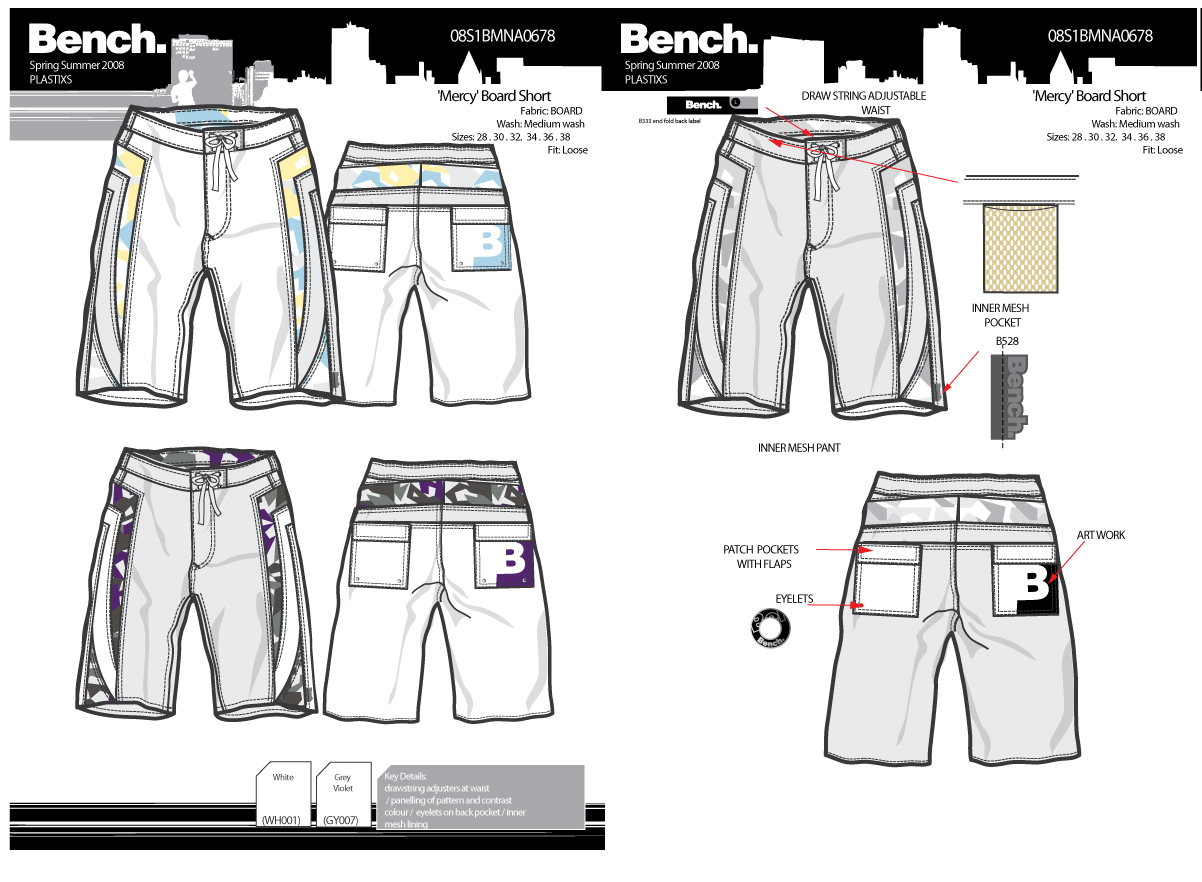 Bench.
Spring Summer 2008
PLASTIXS
08S1BMNA0678
'Mercy' Board Short
Fabric: BOARD
Wash: Medium wash
Sizes: 28 . 30 . 32. 34 . 36 . 38
Fit: Loose
B
B
White
(WH001)
Grey
Violet
(GY007)
Key Details:
drawstring adjusters at waist
/ panelling of pattern and contrast
colour / eyelets on back pocket / inner
mesh lining
Bench.
Spring Summer 2008
PLASTIXS
08S1BMNA0678
'Mercy' Board Short
Fabric: BOARD
Wash: Medium wash
Sizes: 28 . 30 . 32. 34 . 36 . 38
Fit: Loose
Bench.
L
B333 end fold back label
DRAW STRING ADJUSTABLE
WAIST
INNER MESH
POCKET
B528
Bench.
INNER MESH PANT
PATCH POCKETS
WITH FLAPS
EYELETS
Bench.
ART WORK
B